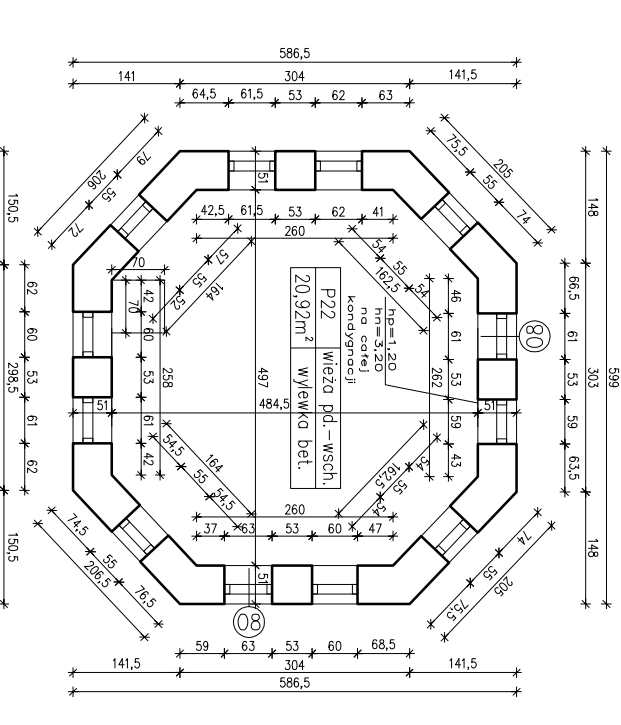 586,5
141 304 141,5
64,5 61,5 53 62 63
206 79 55 72
75,5 205 55 74
150,5
148
51
42,5 61,5 53 62 41
260
54 55 54 162,5
57 55 52 164
70
70
62 60 53 61 62
298,5
42 60 53 61 42
258
497
484,5
51
51
P22 wieża pd.-wsch.
20,92m² wylewka bet.
hp=1,20
hn=3,20
na całej
kondygnacji
46 61 53 59 43
262
66,5 61 53 59 63,5
303
599
O8
54,5 55 54,5 164
162,5 54 55 54
260
37 63 53 60 47
51
150,5
148
74,5 55 76,5 206,5
74 55 75,5 205
O8
59 63 53 60 68,5
141,5 304 141,5
586,5